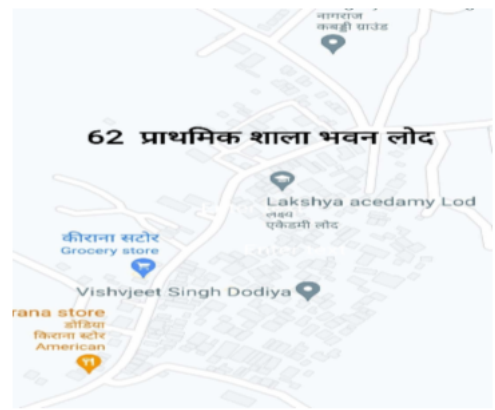 नागराज
कबड्डी ग्राउंड
62 प्राथमिक शाला भवन लोद
Lakshya acedamy Lod
लक्ष्य
एकेडमी लोद
कीराना सटोर
Grocery store
Vishvjeet Singh Dodiya
rana store
डोडिया
किराना स्टोर
American